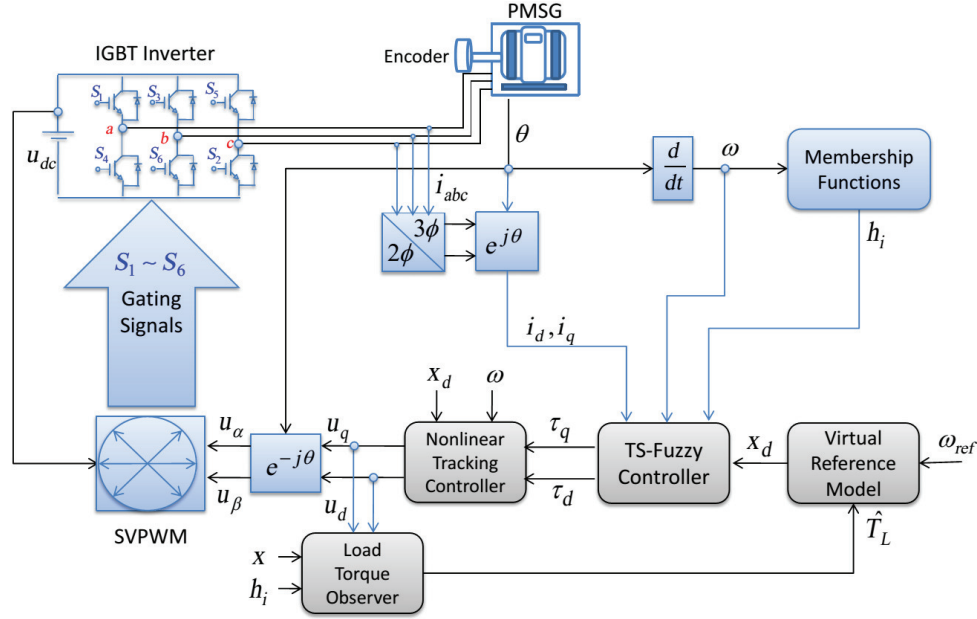 PMSG
IGBT Inverter
Encoder
S₁
S₃
S₅
a
b
c
u_dc
S₄
S₆
S₂
θ
d/dt
ω
Membership
Functions
i_abc
3ϕ
2ϕ
e^{jθ}
h_i
S₁ ~ S₆
Gating
Signals
i_d, i_q
x_d
ω
u_α
u_β
e^{-jθ}
u_q
u_d
Nonlinear
Tracking
Controller
τ_q
τ_d
TS-Fuzzy
Controller
x_d
Virtual
Reference
Model
ω_ref
T̂_L
SVPWM
x
h_i
Load
Torque
Observer